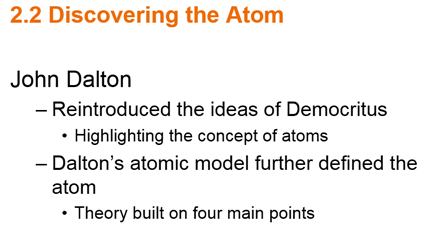 2.2 Discovering the Atom
John Dalton
– Reintroduced the ideas of Democritus
• Highlighting the concept of atoms
– Dalton's atomic model further defined the
atom
• Theory built on four main points